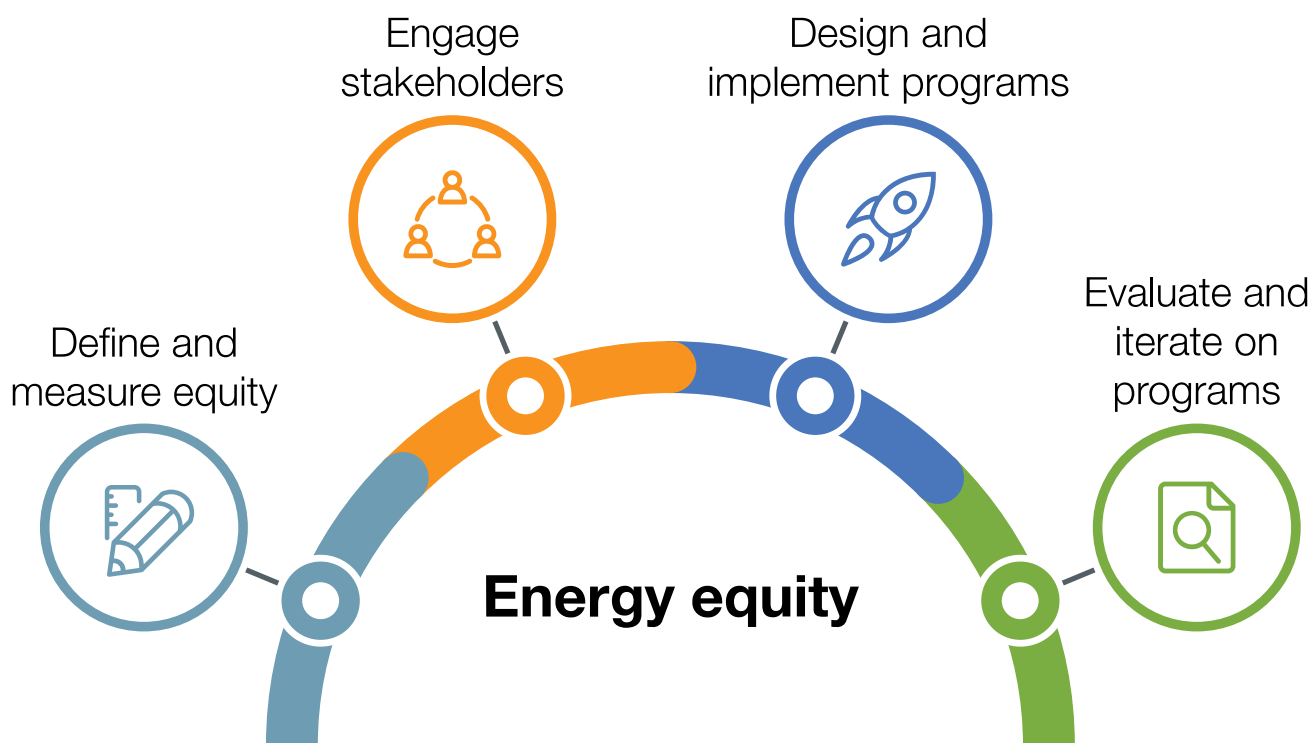 Define and
measure equity
Engage
stakeholders
Design and
implement programs
Evaluate and
iterate on
programs
Energy equity